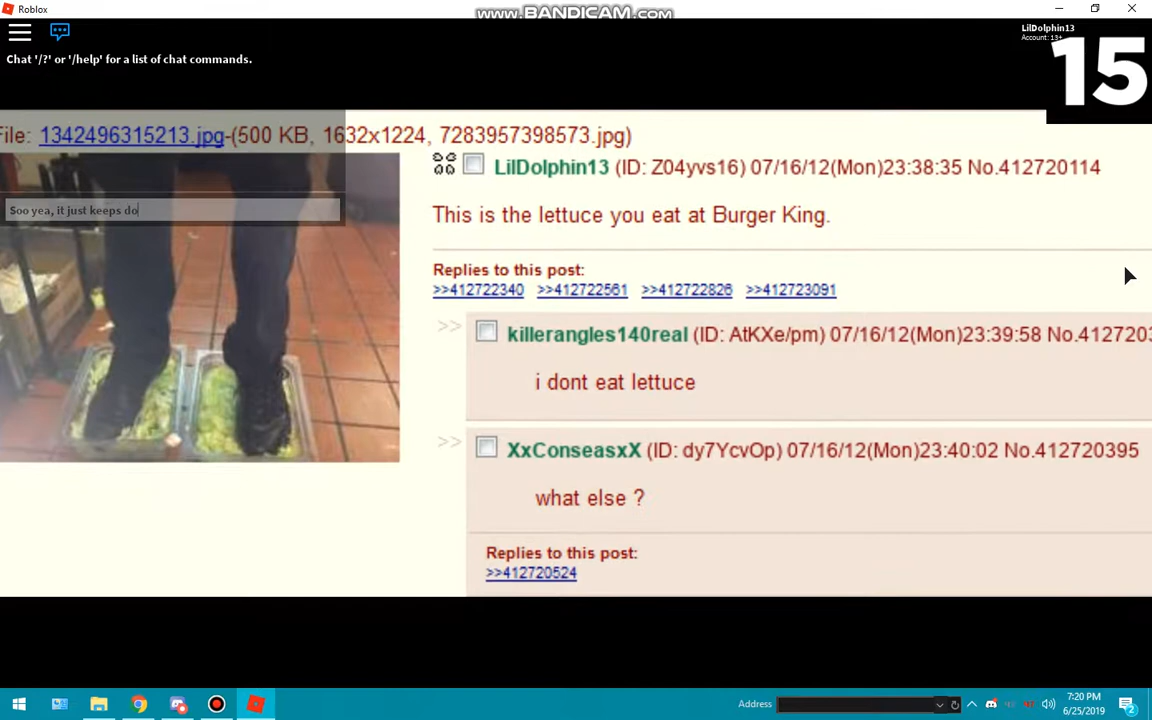 Roblox
www.BANDICAM.com
LilDolphin13
Account: 13+
15
Chat '/?' or '/help' for a list of chat commands.
File: 1342496315213.jpg-(500 KB, 1632x1224, 7283957398573.jpg)
LilDolphin13 (ID: Z04yvs16) 07/16/12(Mon)23:38:35 No.412720114
Soo yea, it just keeps do
This is the lettuce you eat at Burger King.
Replies to this post:
>>412722340 >>412722561 >>412722826 >>412723091
>> killerangles140real (ID: AtKXe/pm) 07/16/12(Mon)23:39:58 No.412720
i dont eat lettuce
>> XxConseasxX (ID: dy7YcvOp) 07/16/12(Mon)23:40:02 No.412720395
what else ?
Replies to this post:
>>412720524
Address
7:20 PM
6/25/2019
2